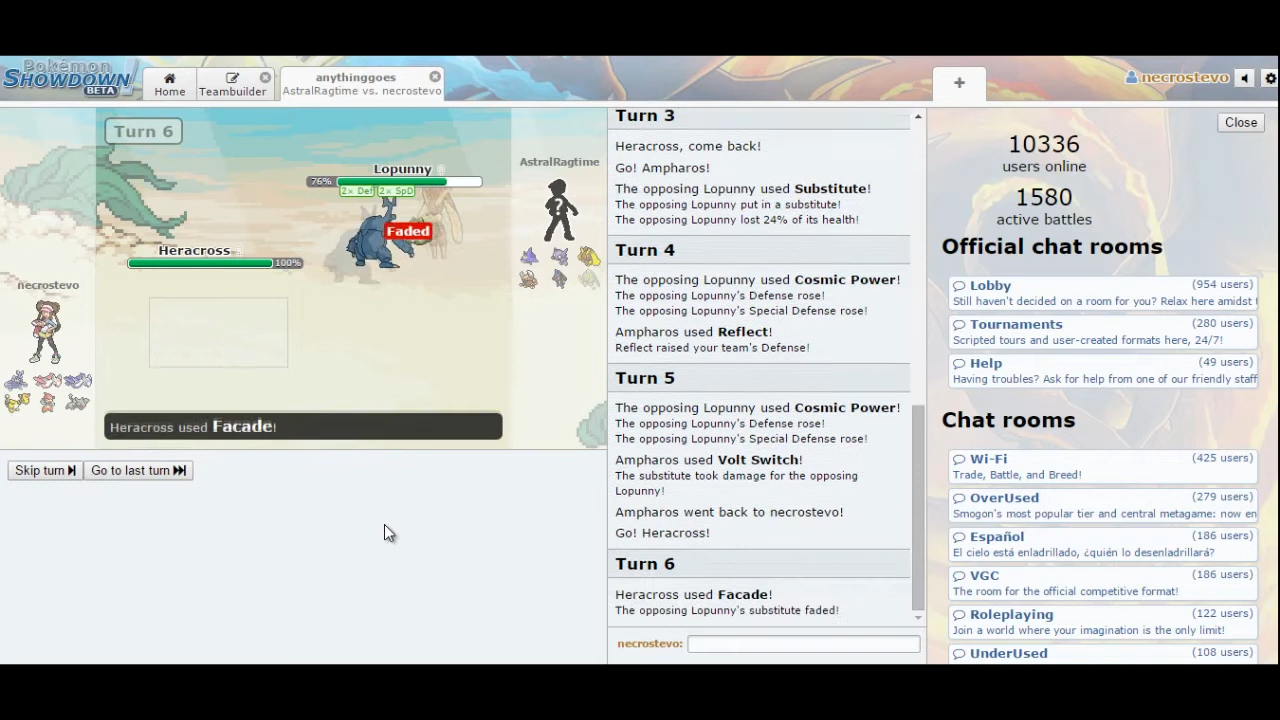 Pokémon
SHOWDOWN
BETA
Home
Teambuilder
anythinggoes
AstralRagtime vs. necrostevo
+
necrostevo
Turn 6
Lopunny
76%
2× Def 2× SpD
Faded
Heracross
100%
necrostevo
AstralRagtime
?
Heracross used Facade!
Skip turn
Go to last turn
Turn 3
Heracross, come back!
Go! Ampharos!
The opposing Lopunny used Substitute!
The opposing Lopunny put in a substitute!
The opposing Lopunny lost 24% of its health!
Turn 4
The opposing Lopunny used Cosmic Power!
The opposing Lopunny's Defense rose!
The opposing Lopunny's Special Defense rose!
Ampharos used Reflect!
Reflect raised your team's Defense!
Turn 5
The opposing Lopunny used Cosmic Power!
The opposing Lopunny's Defense rose!
The opposing Lopunny's Special Defense rose!
Ampharos used Volt Switch!
The substitute took damage for the opposing
Lopunny!
Ampharos went back to necrostevo!
Go! Heracross!
Turn 6
Heracross used Facade!
The opposing Lopunny's substitute faded!
necrostevo:
Close
10336
users online
1580
active battles
Official chat rooms
Lobby (954 users)
Still haven't decided on a room for you? Relax here amidst
Tournaments (280 users)
Scripted tours and user-created formats here, 24/7!
Help (49 users)
Having troubles? Ask for help from one of our friendly staff
Chat rooms
Wi-Fi (425 users)
Trade, Battle, and Breed!
OverUsed (279 users)
Smogon's most popular tier and central metagame: now en
Español (186 users)
El cielo está enladrillado, ¿quién lo desenladrillará?
VGC (186 users)
The room for the official competitive format!
Roleplaying (122 users)
Join a world where your imagination is the only limit!
UnderUsed (108 users)